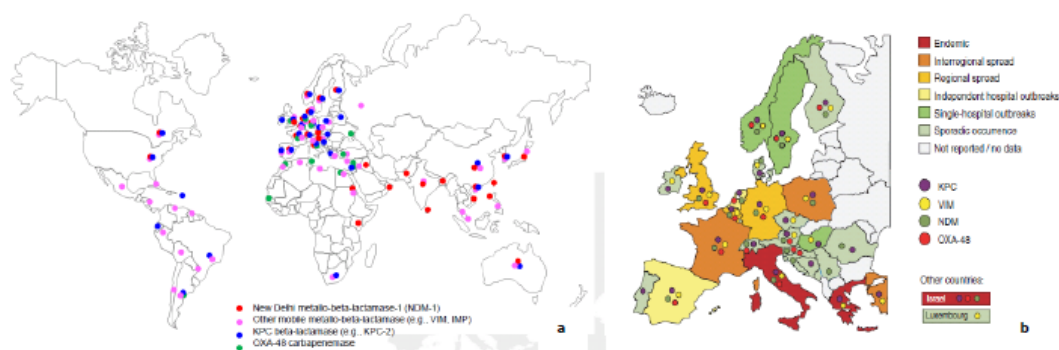 New Delhi metallo-beta-lactamase-1 (NDM-1)
Other mobile metallo-beta-lactamase (e.g., VIM, IMP)
KPC beta-lactamase (e.g., KPC-2)
OXA-48 carbapenemase
a
Endemic
Interregional spread
Regional spread
Independent hospital outbreaks
Single-hospital outbreaks
Sporadic occurrence
Not reported / no data
KPC
VIM
NDM
OXA-48
Other countries:
Israel
Luxembourg
b